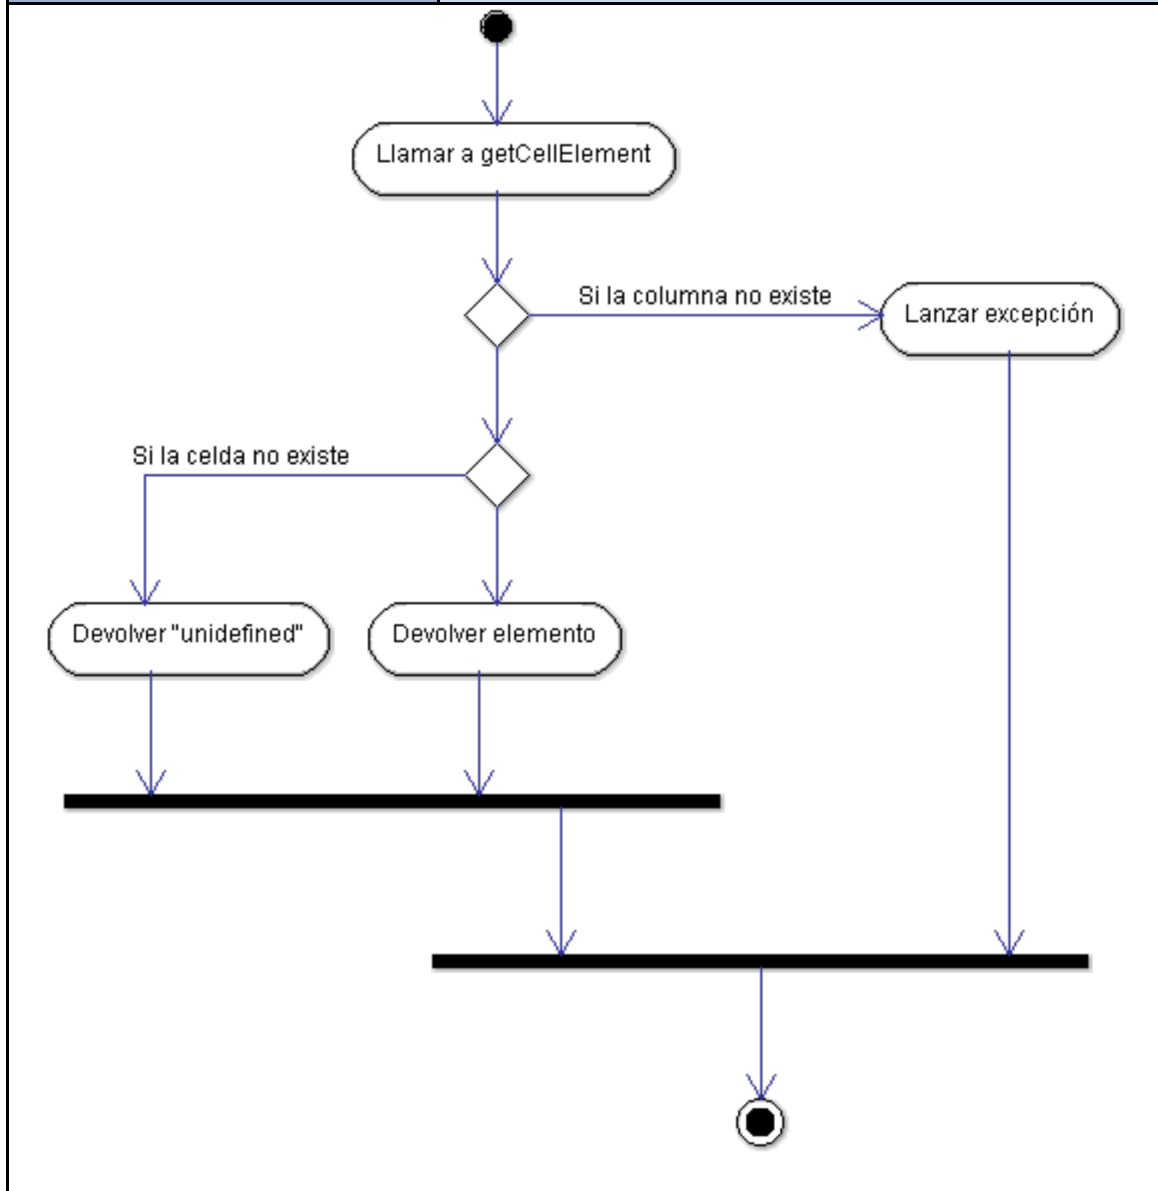 Llamar a getCellElement
Si la columna no existe
Lanzar excepción
Si la celda no existe
Devolver "unidefined"
Devolver elemento